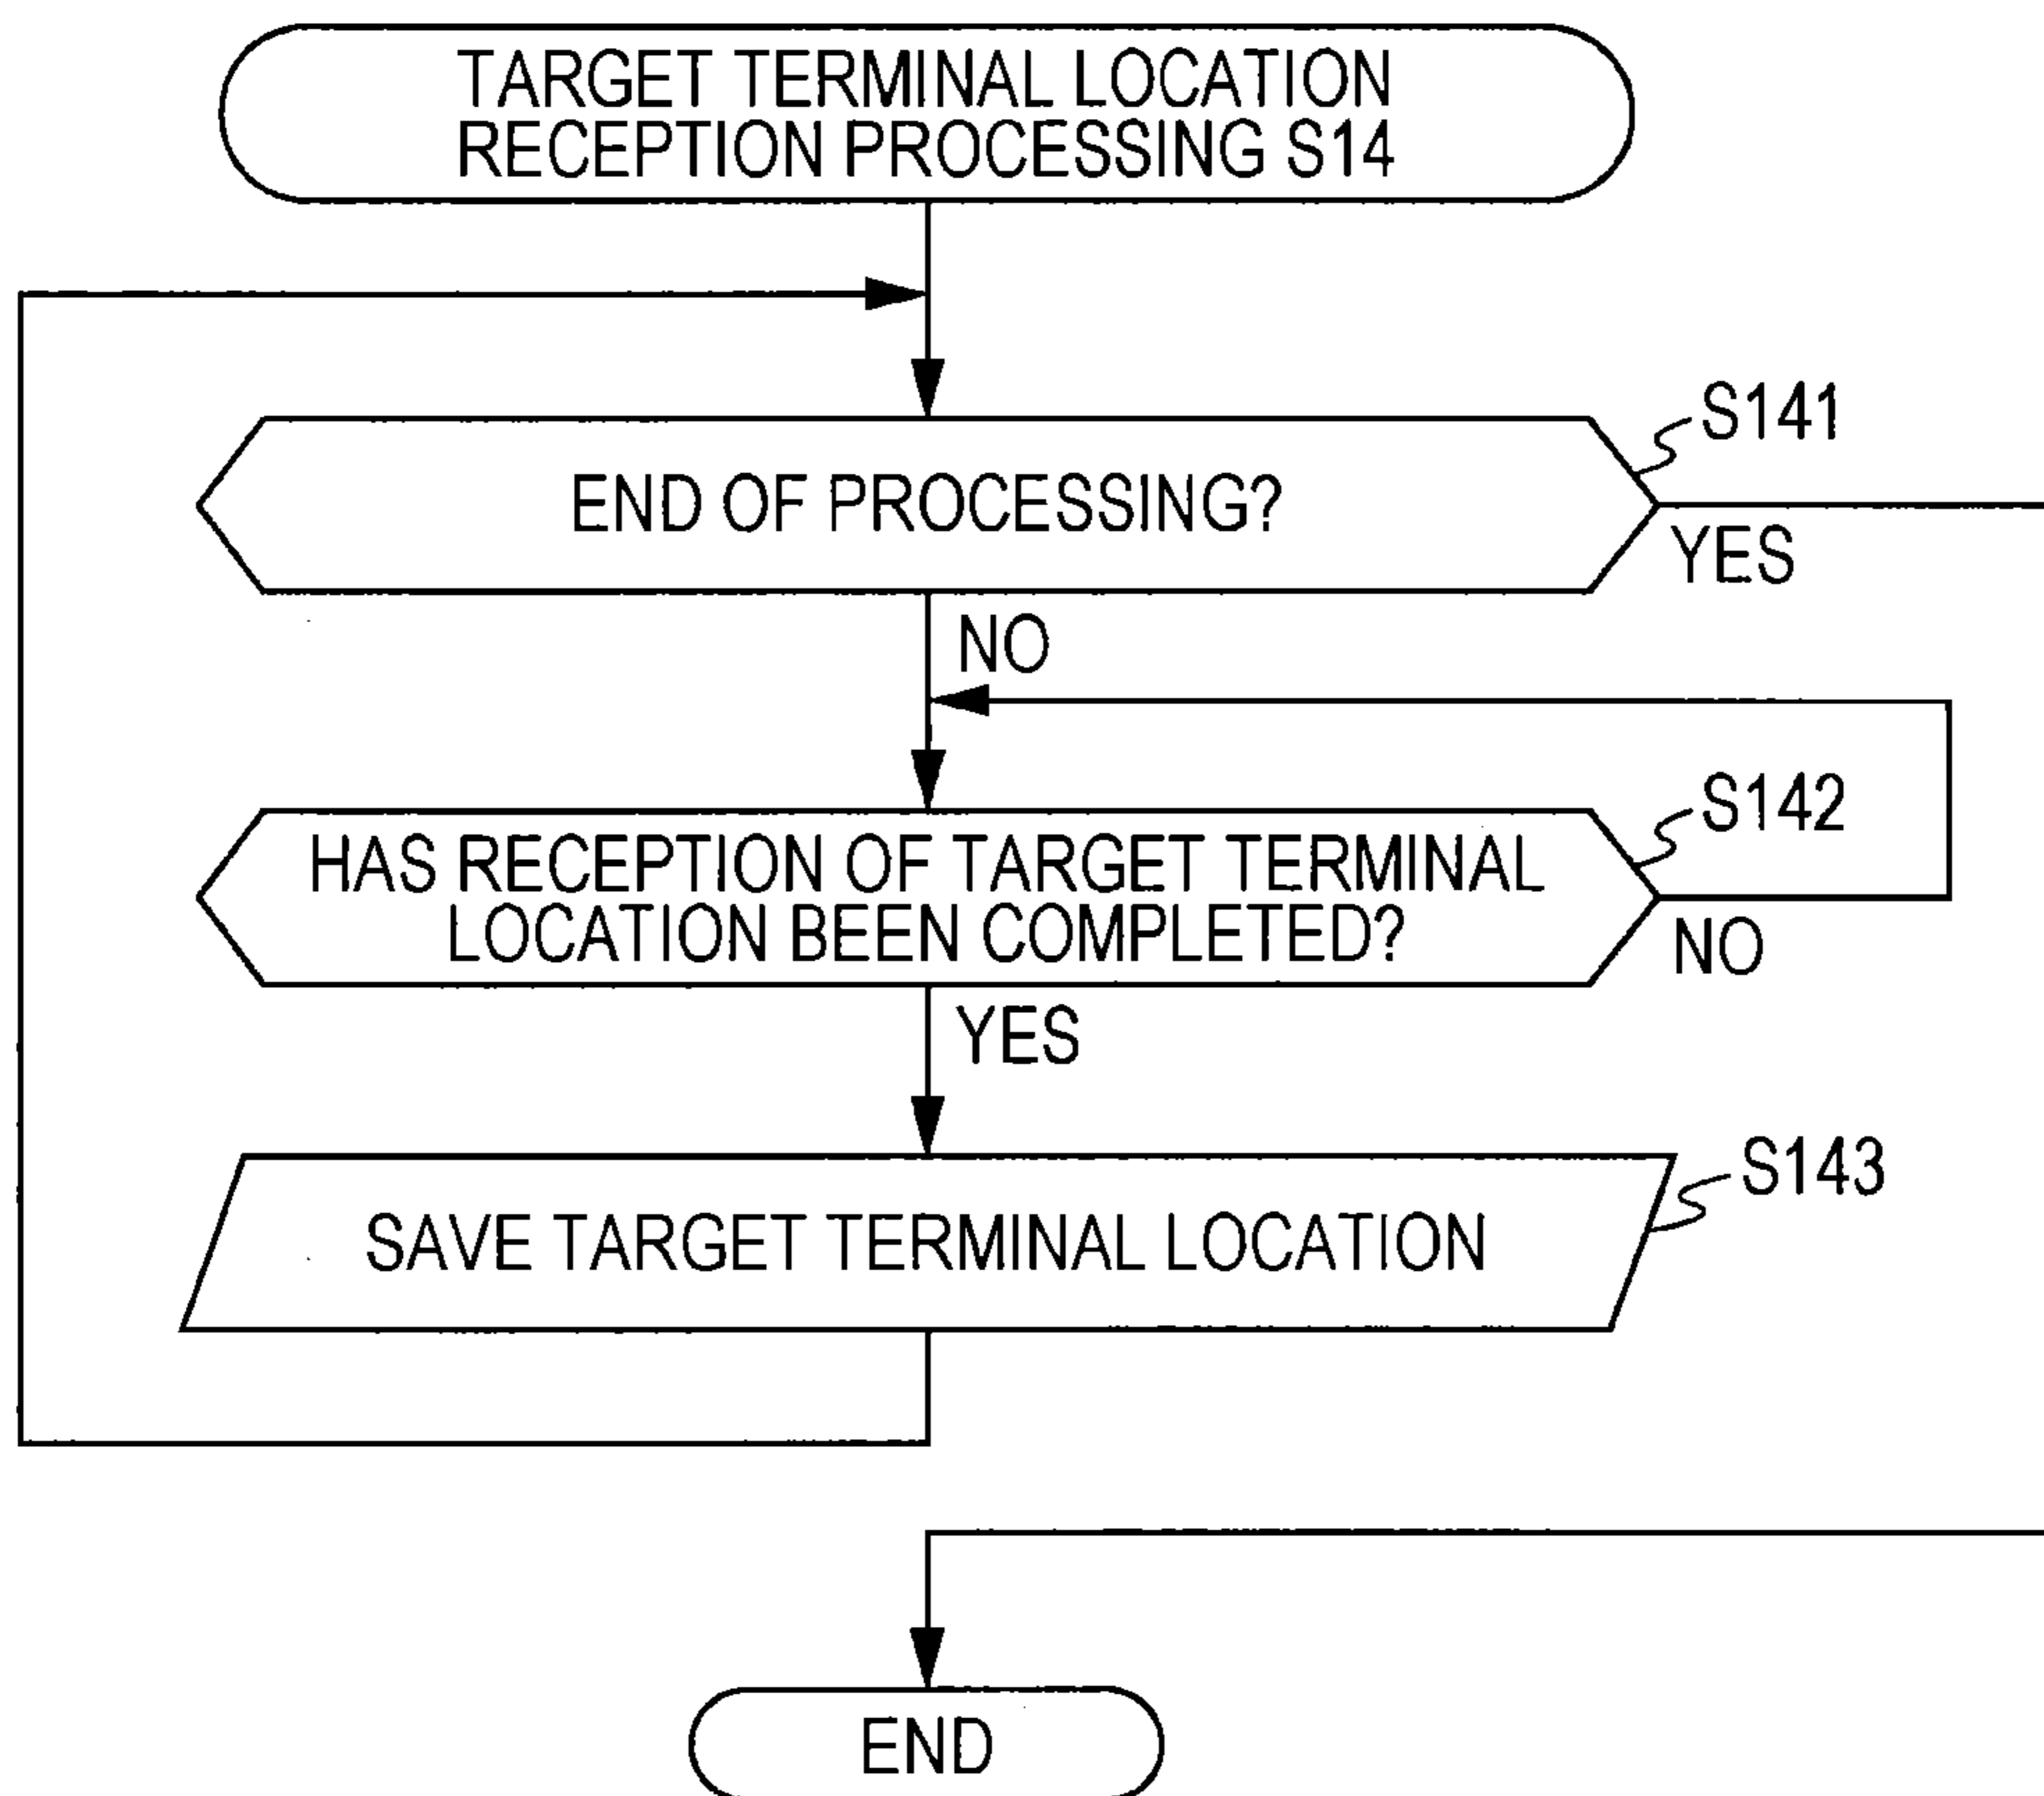 TARGET TERMINAL LOCATION
RECEPTION PROCESSING S14
S141
END OF PROCESSING?
YES
NO
S142
HAS RECEPTION OF TARGET TERMINAL
LOCATION BEEN COMPLETED?
NO
YES
S143
SAVE TARGET TERMINAL LOCATION
END